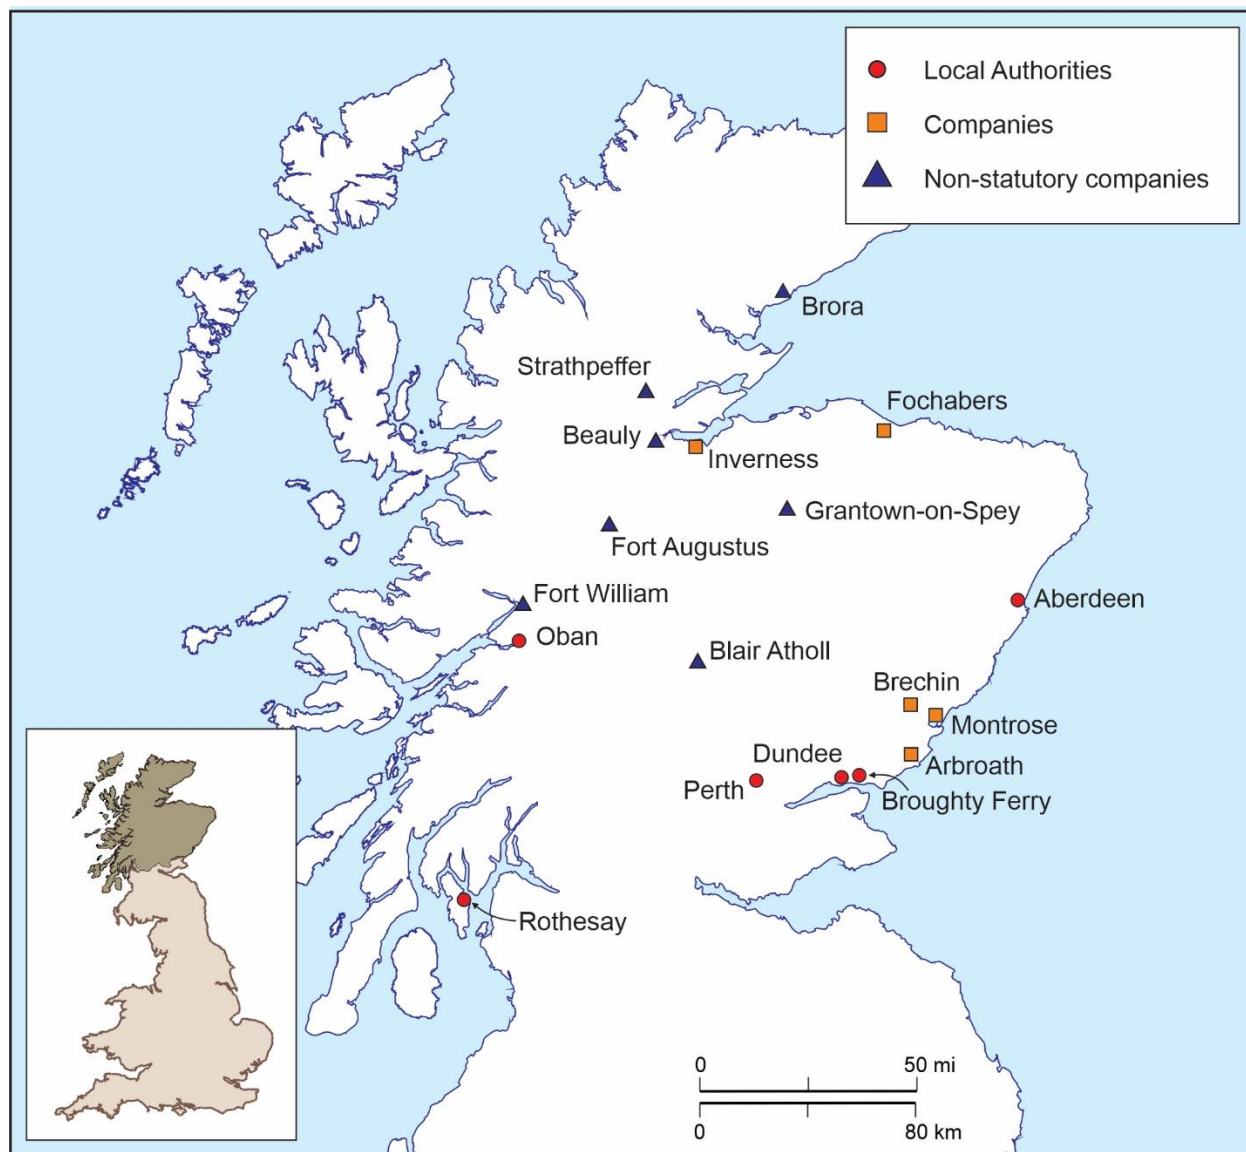 Local Authorities
Companies
Non-statutory companies
Brora
Strathpeffer
Fochabers
Beauly
Inverness
Grantown-on-Spey
Fort Augustus
Fort William
Aberdeen
Oban
Blair Atholl
Brechin
Montrose
Dundee
Arbroath
Perth
Broughty Ferry
Rothesay
0 50 mi
0 80 km